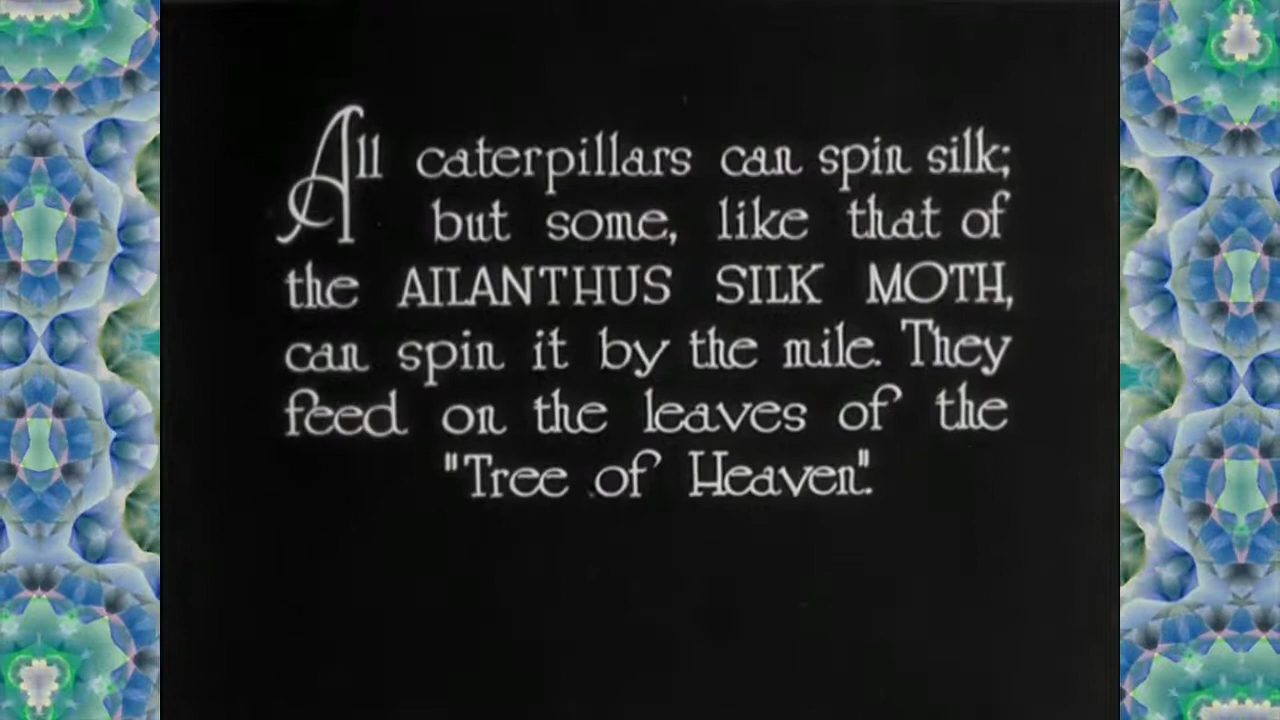 All caterpillars can spin silk;
but some, like that of
the AILANTHUS SILK MOTH,
can spin it by the mile. They
feed on the leaves of the
"Tree of Heaven".